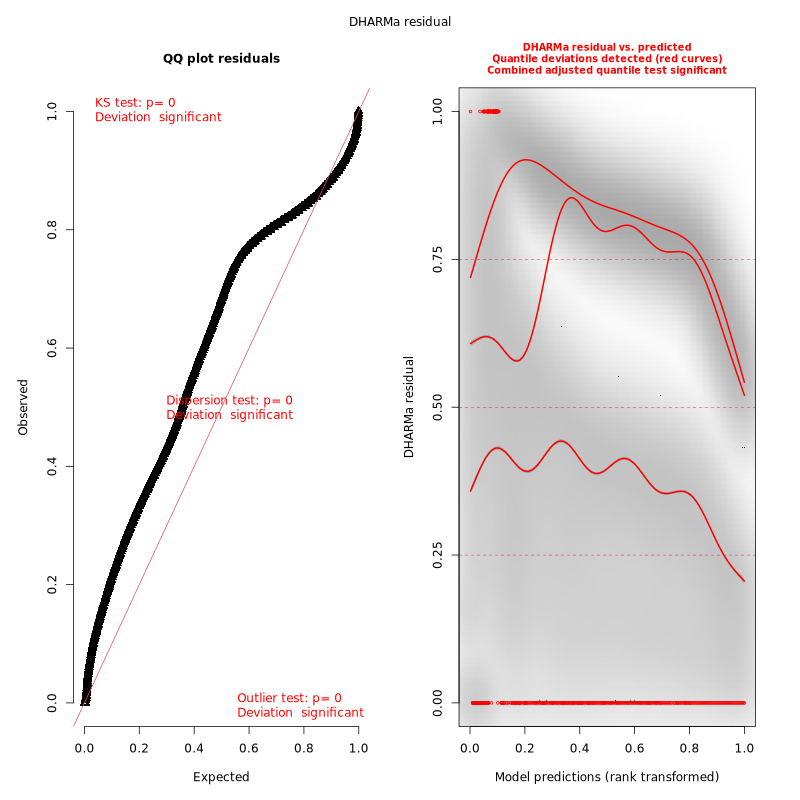 DHARMa residual
QQ plot residuals
KS test: p= 0
Deviation significant
Dispersion test: p= 0
Deviation significant
Outlier test: p= 0
Deviation significant
Observed
0.0
0.2
0.4
0.6
0.8
1.0
0.0
0.2
0.4
0.6
0.8
1.0
Expected
DHARMa residual vs. predicted
Quantile deviations detected (red curves)
Combined adjusted quantile test significant
DHARMa residual
0.00
0.25
0.50
0.75
1.00
0.0
0.2
0.4
0.6
0.8
1.0
Model predictions (rank transformed)